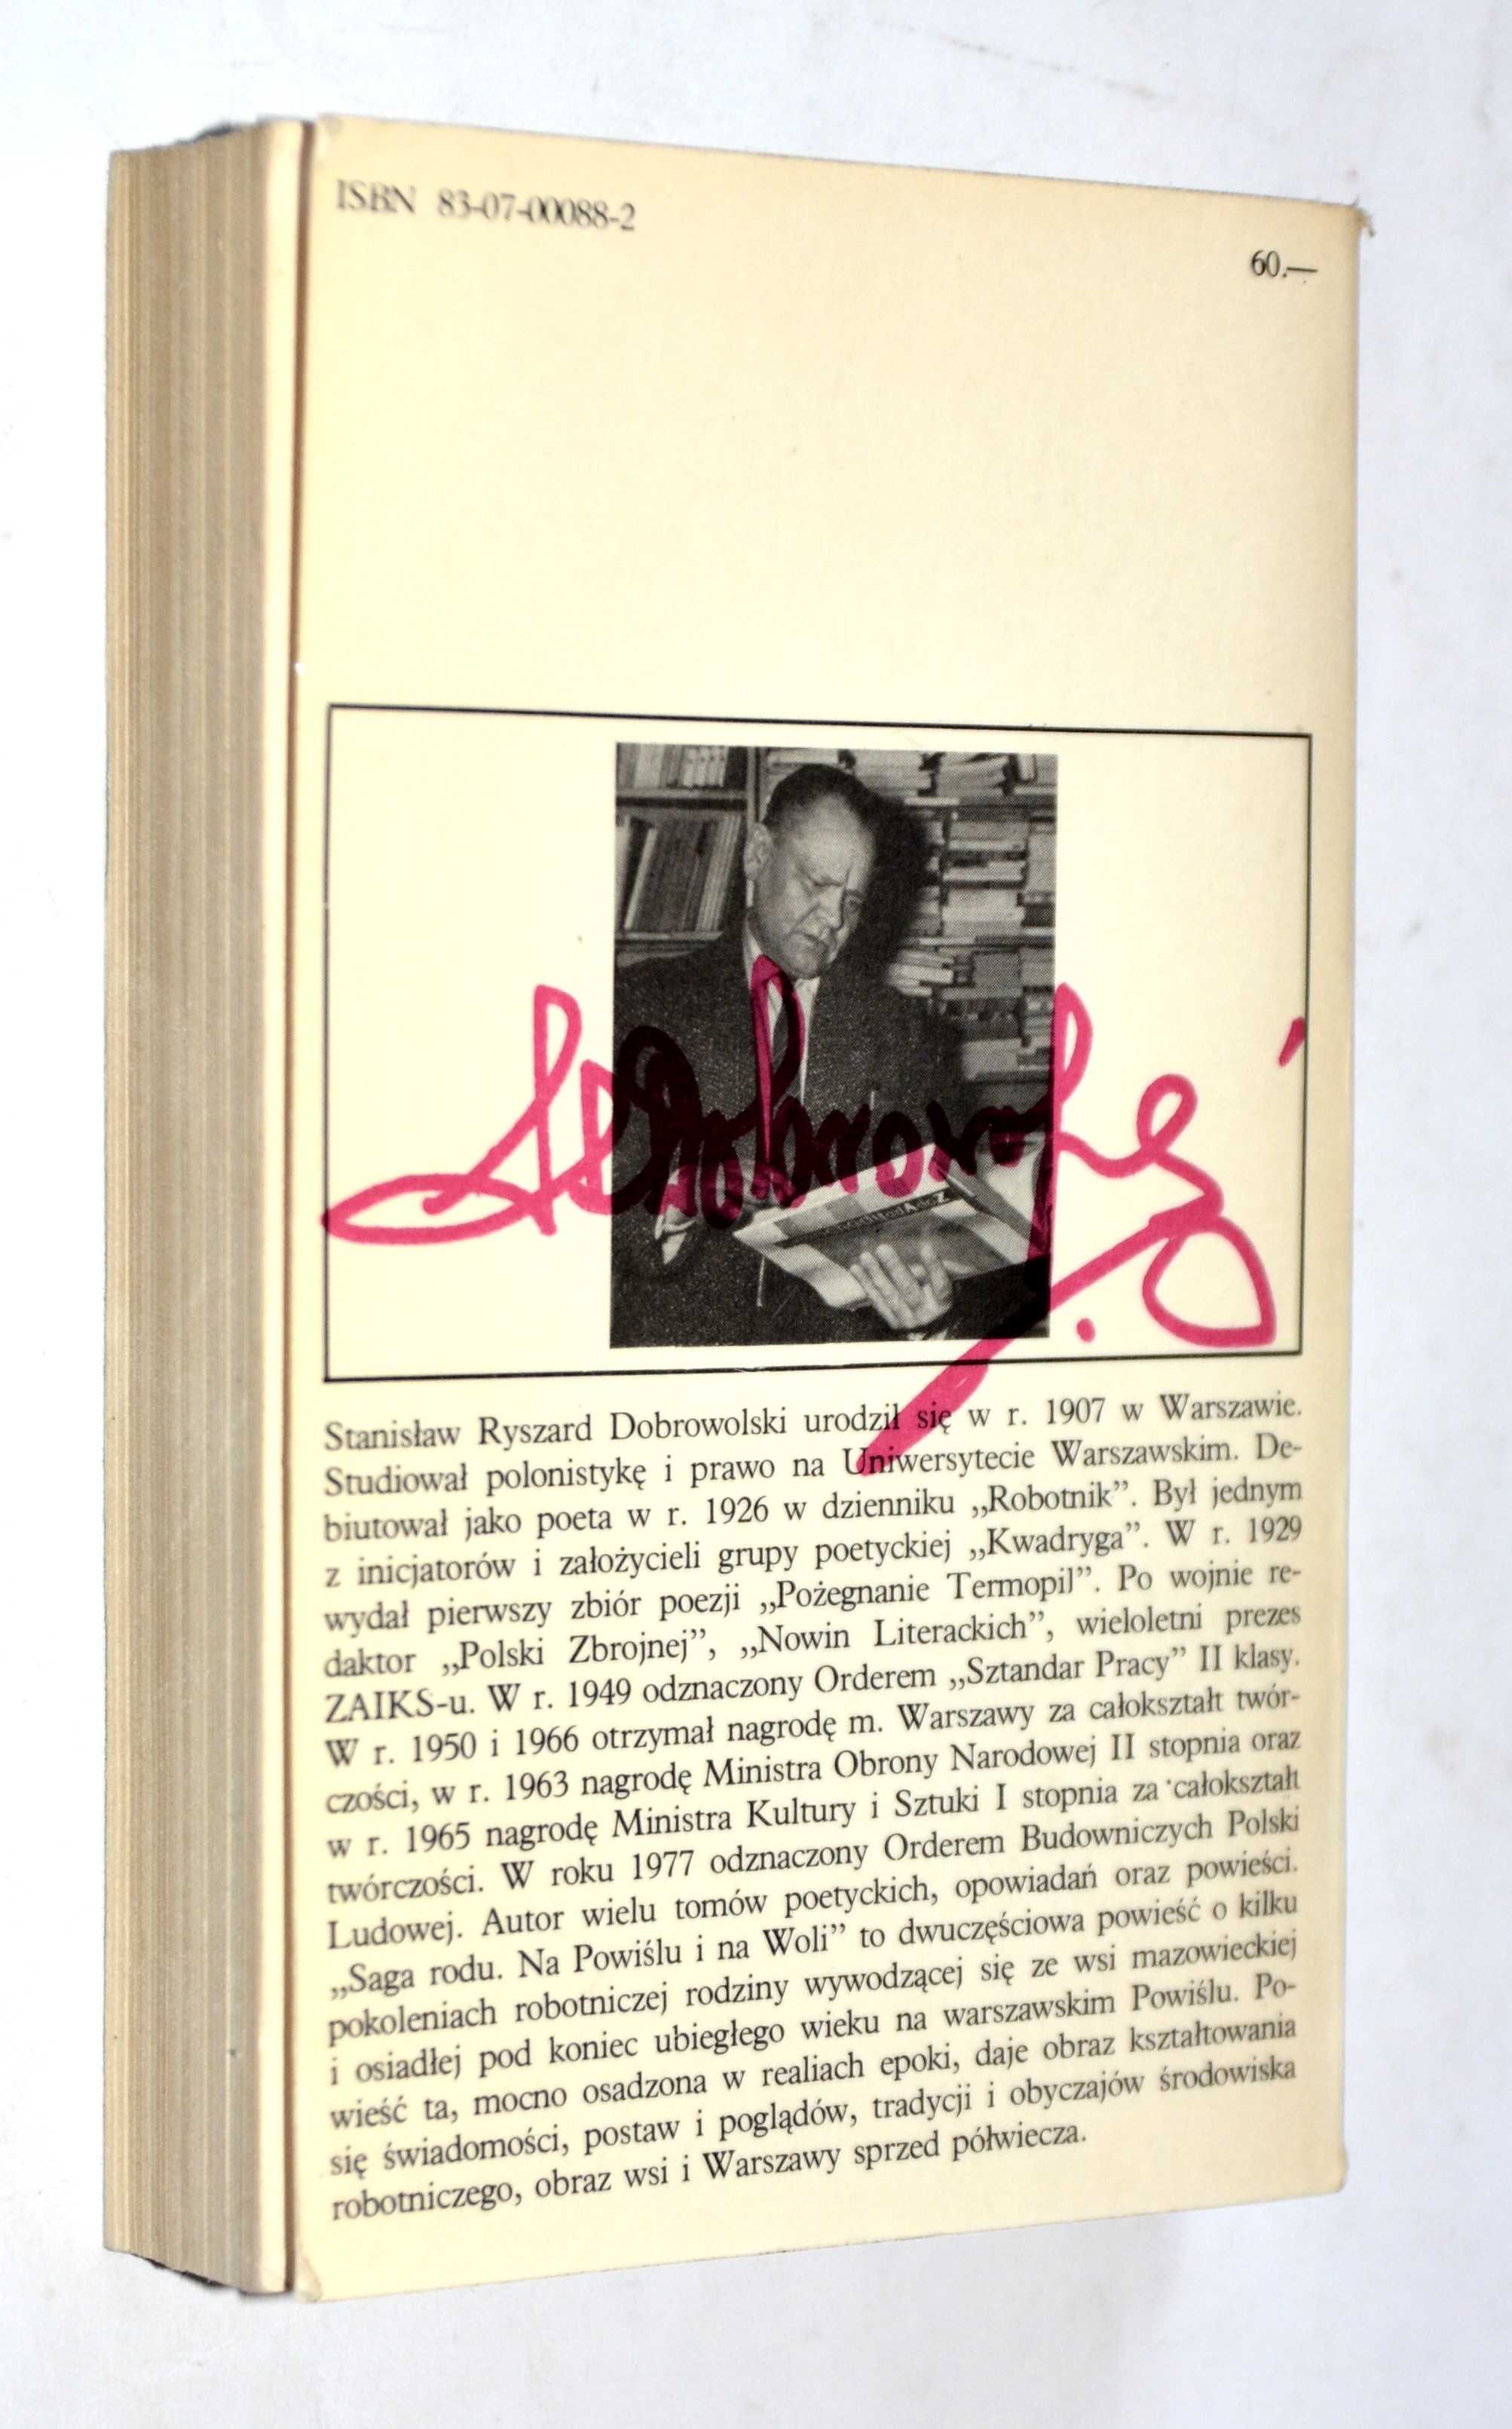 ISBN 83-07-00088-2
60.—
SRDobrowolski
Stanisław Ryszard Dobrowolski urodził się w r. 1907 w Warszawie.
Studiował polonistykę i prawo na Uniwersytecie Warszawskim. De-
biutował jako poeta w r. 1926 w dzienniku „Robotnik”. Był jednym
z inicjatorów i założycieli grupy poetyckiej „Kwadryga”. W r. 1929
wydał pierwszy zbiór poezji „Pożegnanie Termopil”. Po wojnie re-
daktor „Polski Zbrojnej”, „Nowin Literackich”, wieloletni prezes
ZAIKS-u. W r. 1949 odznaczony Orderem „Sztandar Pracy” II klasy.
W r. 1950 i 1966 otrzymał nagrodę m. Warszawy za całokształt twór-
czości, w r. 1963 nagrodę Ministra Obrony Narodowej II stopnia oraz
w r. 1965 nagrodę Ministra Kultury i Sztuki I stopnia za całokształt
twórczości. W roku 1977 odznaczony Orderem Budowniczych Polski
Ludowej. Autor wielu tomów poetyckich, opowiadań oraz powieści.
„Saga rodu. Na Powiślu i na Woli” to dwuczęściowa powieść o kilku
pokoleniach robotniczej rodziny wywodzącej się ze wsi mazowieckiej
i osiadłej pod koniec ubiegłego wieku na warszawskim Powiślu. Po-
wieść ta, mocno osadzona w realiach epoki, daje obraz kształtowania
się świadomości, postaw i poglądów, tradycji i obyczajów środowiska
robotniczego, obraz wsi i Warszawy sprzed półwiecza.